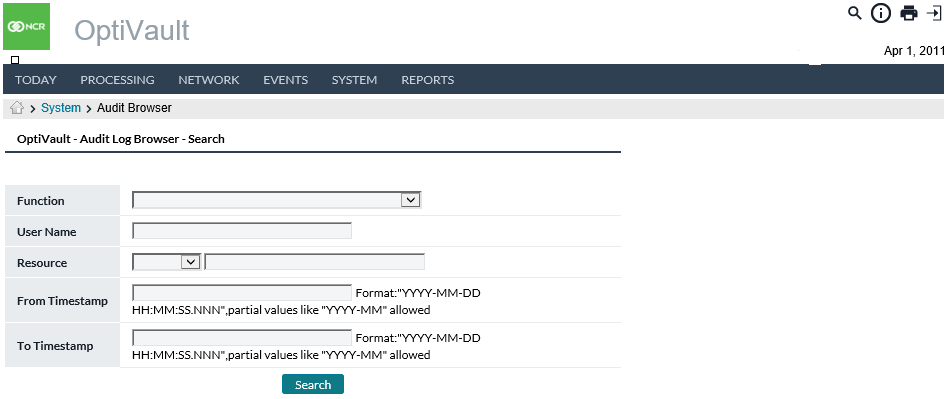 NCR OptiVault
Apr 1, 2011
TODAY PROCESSING NETWORK EVENTS SYSTEM REPORTS
System Audit Browser
OptiVault - Audit Log Browser - Search
Function
User Name
Resource
From Timestamp Format:"YYYY-MM-DD
HH:MM:SS.NNN",partial values like "YYYY-MM" allowed
To Timestamp Format:"YYYY-MM-DD
HH:MM:SS.NNN",partial values like "YYYY-MM" allowed
Search